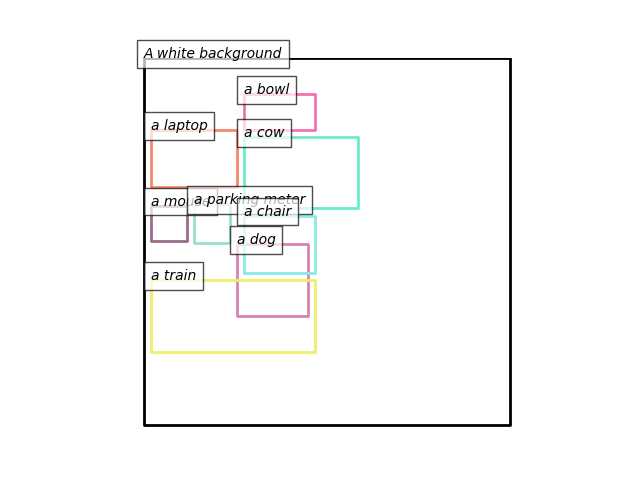 A white background
a bowl
a laptop
a cow
a mouse
a parking meter
a chair
a dog
a train